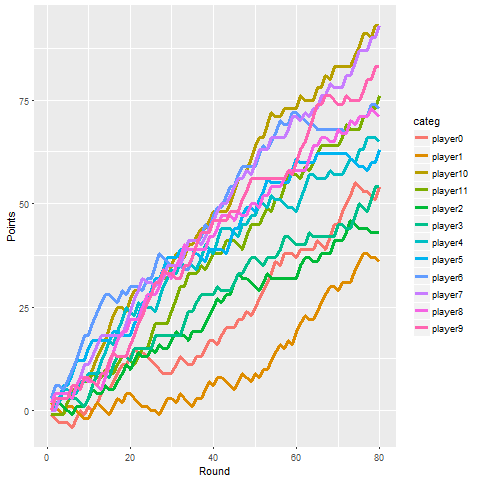 Points
75
50
25
0
0
20
40
60
80
Round
categ
player0
player1
player10
player11
player2
player3
player4
player5
player6
player7
player8
player9